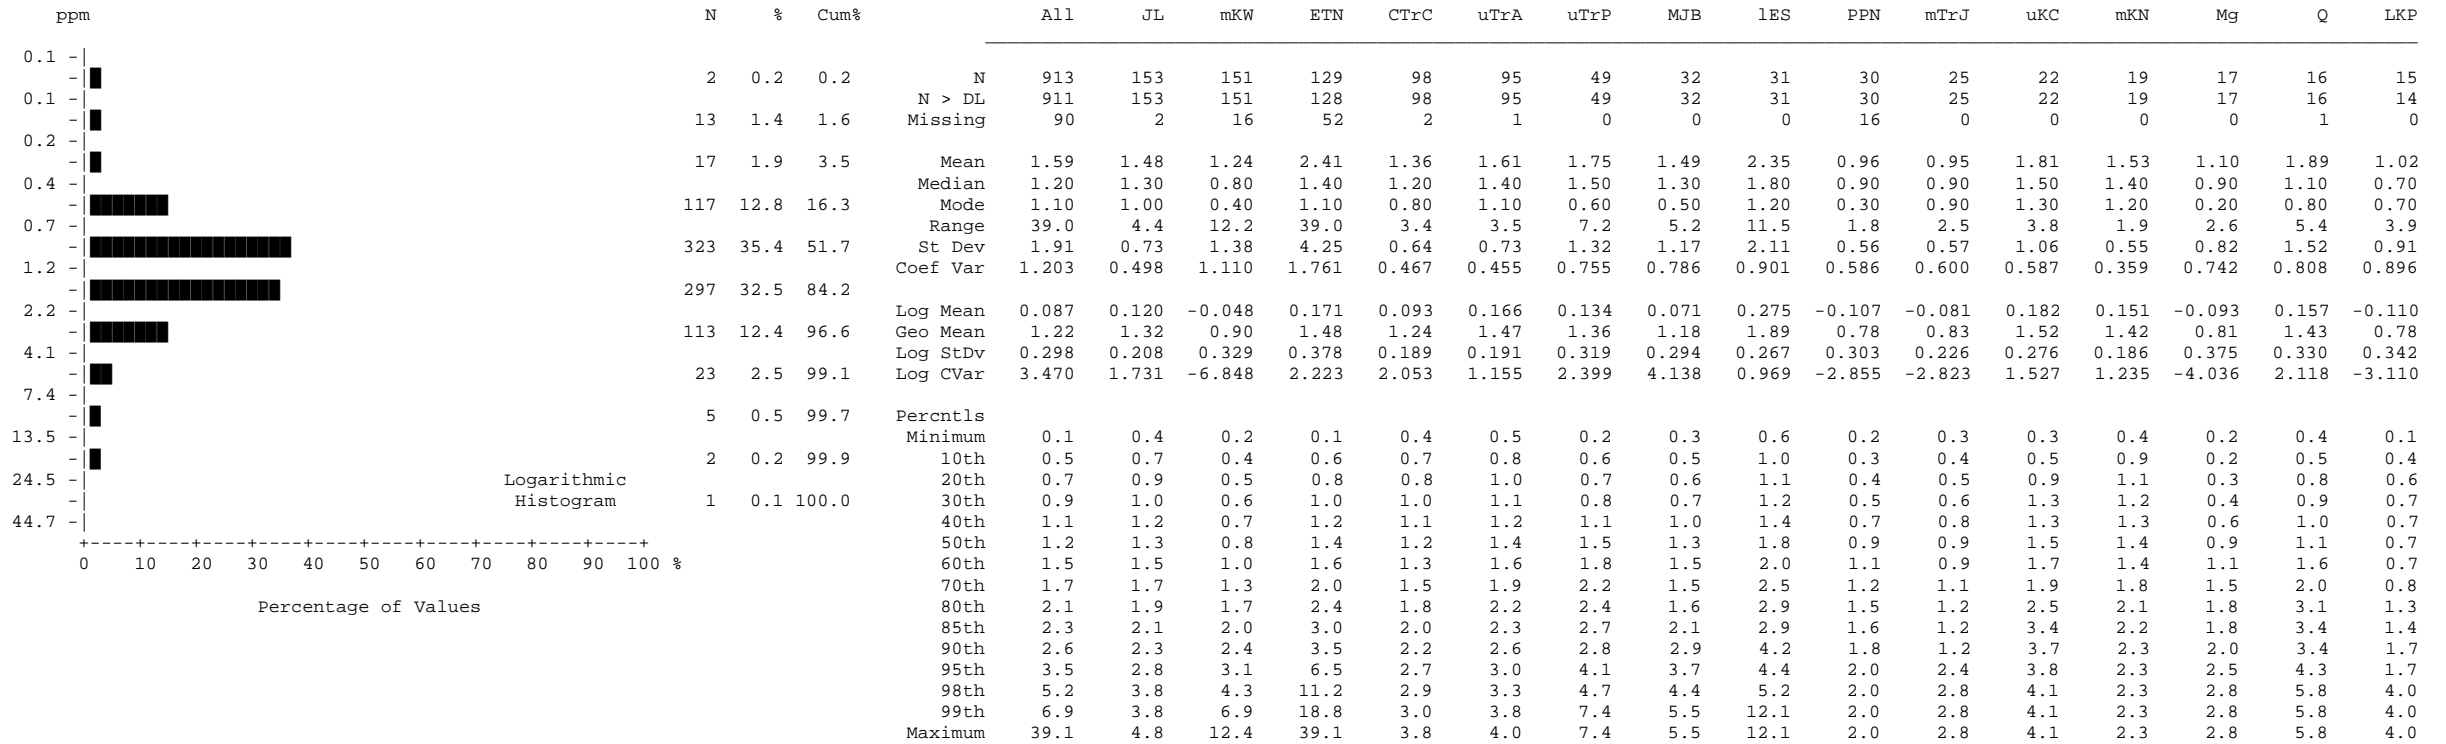 ppm N % Cum% All JL mKW ETN CTrC uTrA uTrP MJB lES PPN mTrJ uKC mKN Mg Q LKP
0.1
2 0.2 0.2 N 913 153 151 129 98 95 49 32 31 30 25 22 19 17 16 15
0.1 N > DL 911 153 151 128 98 95 49 32 31 30 25 22 19 17 16 14
13 1.4 1.6 Missing 90 2 16 52 2 1 0 0 0 16 0 0 0 0 1 0
0.2
17 1.9 3.5 Mean 1.59 1.48 1.24 2.41 1.36 1.61 1.75 1.49 2.35 0.96 0.95 1.81 1.53 1.10 1.89 1.02
0.4 Median 1.20 1.30 0.80 1.40 1.20 1.40 1.50 1.30 1.80 0.90 0.90 1.50 1.40 0.90 1.10 0.70
117 12.8 16.3 Mode 1.10 1.00 0.40 1.10 0.80 1.10 0.60 0.50 1.20 0.30 0.90 1.30 1.20 0.20 0.80 0.70
0.7 Range 39.0 4.4 12.2 39.0 3.4 3.5 7.2 5.2 11.5 1.8 2.5 3.8 1.9 2.6 5.4 3.9
323 35.4 51.7 St Dev 1.91 0.73 1.38 4.25 0.64 0.73 1.32 1.17 2.11 0.56 0.57 1.06 0.55 0.82 1.52 0.91
1.2 Coef Var 1.203 0.498 1.110 1.761 0.467 0.455 0.755 0.786 0.901 0.586 0.600 0.587 0.359 0.742 0.808 0.896
297 32.5 84.2
2.2 Log Mean 0.087 0.120 -0.048 0.171 0.093 0.166 0.134 0.071 0.275 -0.107 -0.081 0.182 0.151 -0.093 0.157 -0.110
113 12.4 96.6 Geo Mean 1.22 1.32 0.90 1.48 1.24 1.47 1.36 1.18 1.89 0.78 0.83 1.52 1.42 0.81 1.43 0.78
4.1 Log StDv 0.298 0.208 0.329 0.378 0.189 0.191 0.319 0.294 0.267 0.303 0.226 0.276 0.186 0.375 0.330 0.342
23 2.5 99.1 Log CVar 3.470 1.731 -6.848 2.223 2.053 1.155 2.399 4.138 0.969 -2.855 -2.823 1.527 1.235 -4.036 2.118 -3.110
7.4
5 0.5 99.7 Percntls
13.5 Minimum 0.1 0.4 0.2 0.1 0.4 0.5 0.2 0.3 0.6 0.2 0.3 0.3 0.4 0.2 0.4 0.1
2 0.2 99.9 10th 0.5 0.7 0.4 0.6 0.7 0.8 0.6 0.5 1.0 0.3 0.4 0.5 0.9 0.2 0.5 0.4
24.5 Logarithmic 20th 0.7 0.9 0.5 0.8 0.8 1.0 0.7 0.6 1.1 0.4 0.5 0.9 1.1 0.3 0.8 0.6
Histogram 1 0.1 100.0 30th 0.9 1.0 0.6 1.0 1.0 1.1 0.8 0.7 1.2 0.5 0.6 1.3 1.2 0.4 0.9 0.7
44.7 40th 1.1 1.2 0.7 1.2 1.1 1.2 1.1 1.0 1.4 0.7 0.8 1.3 1.3 0.6 1.0 0.7
50th 1.2 1.3 0.8 1.4 1.2 1.4 1.5 1.3 1.8 0.9 0.9 1.5 1.4 0.9 1.1 0.7
0 10 20 30 40 50 60 70 80 90 100 % 60th 1.5 1.5 1.0 1.6 1.3 1.6 1.8 1.5 2.0 1.1 0.9 1.7 1.4 1.1 1.6 0.7
70th 1.7 1.7 1.3 2.0 1.5 1.9 2.2 1.5 2.5 1.2 1.1 1.9 1.8 1.5 2.0 0.8
Percentage of Values 80th 2.1 1.9 1.7 2.4 1.8 2.2 2.4 1.6 2.9 1.5 1.2 2.5 2.1 1.8 3.1 1.3
85th 2.3 2.1 2.0 3.0 2.0 2.3 2.7 2.1 2.9 1.6 1.2 3.4 2.2 1.8 3.4 1.4
90th 2.6 2.3 2.4 3.5 2.2 2.6 2.8 2.9 4.2 1.8 1.2 3.7 2.3 2.0 3.4 1.7
95th 3.5 2.8 3.1 6.5 2.7 3.0 4.1 3.7 4.4 2.0 2.4 3.8 2.3 2.5 4.3 1.7
98th 5.2 3.8 4.3 11.2 2.9 3.3 4.7 4.4 5.2 2.0 2.8 4.1 2.3 2.8 5.8 4.0
99th 6.9 3.8 6.9 18.8 3.0 3.8 7.4 5.5 12.1 2.0 2.8 4.1 2.3 2.8 5.8 4.0
Maximum 39.1 4.8 12.4 39.1 3.8 4.0 7.4 5.5 12.1 2.0 2.8 4.1 2.3 2.8 5.8 4.0